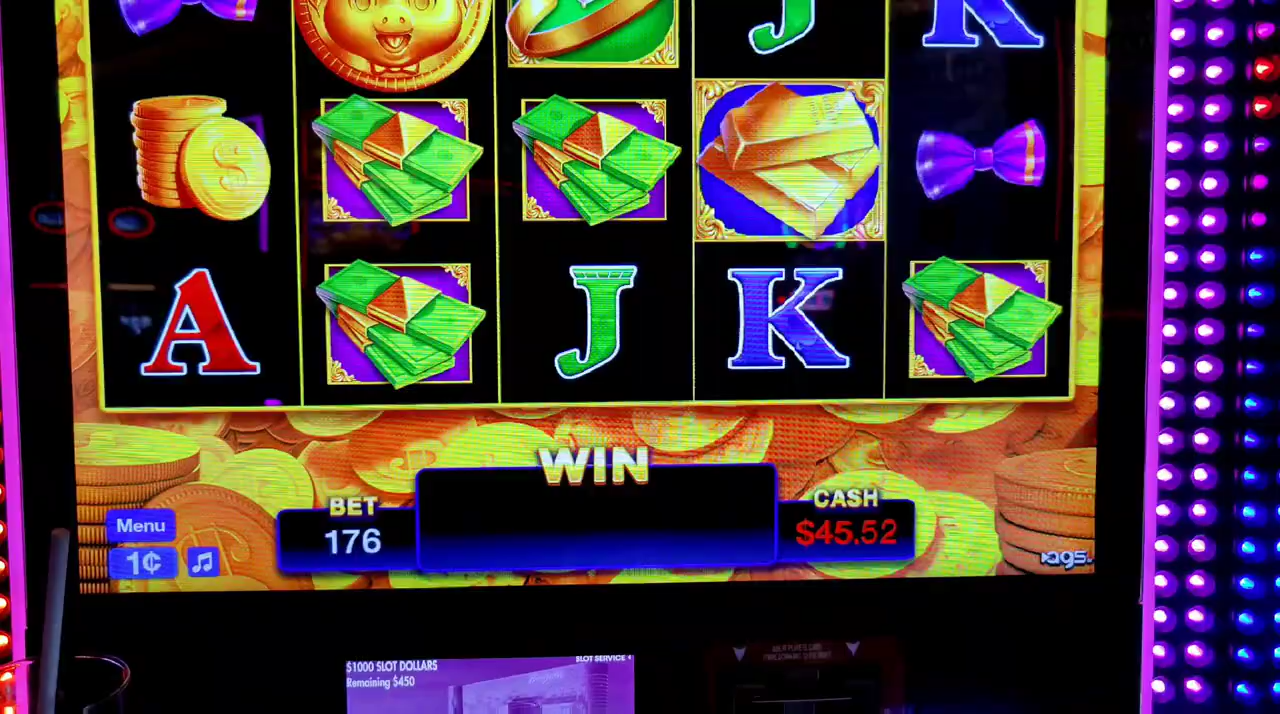 J
K
$
A
J
K
WIN
BET
176
CASH
$45.52
Menu
1¢
ags
$1000 SLOT DOLLARS
Remaining $450
SLOT SERVICE